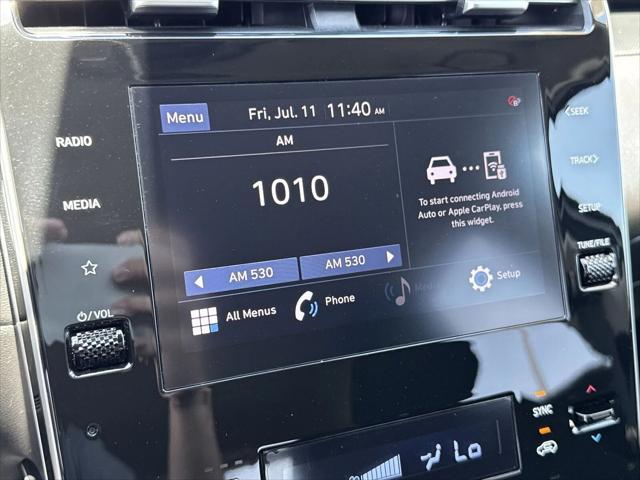 Menu
Fri, Jul. 11 11:40 AM
AM
1010
AM 530
AM 530
To start connecting Android
Auto or Apple CarPlay, press
this widget.
All Menus
Phone
Media
Setup
RADIO
MEDIA
/VOL
<SEEK
TRACK>
SETUP
TUNE/FILE
SYNC
Lo